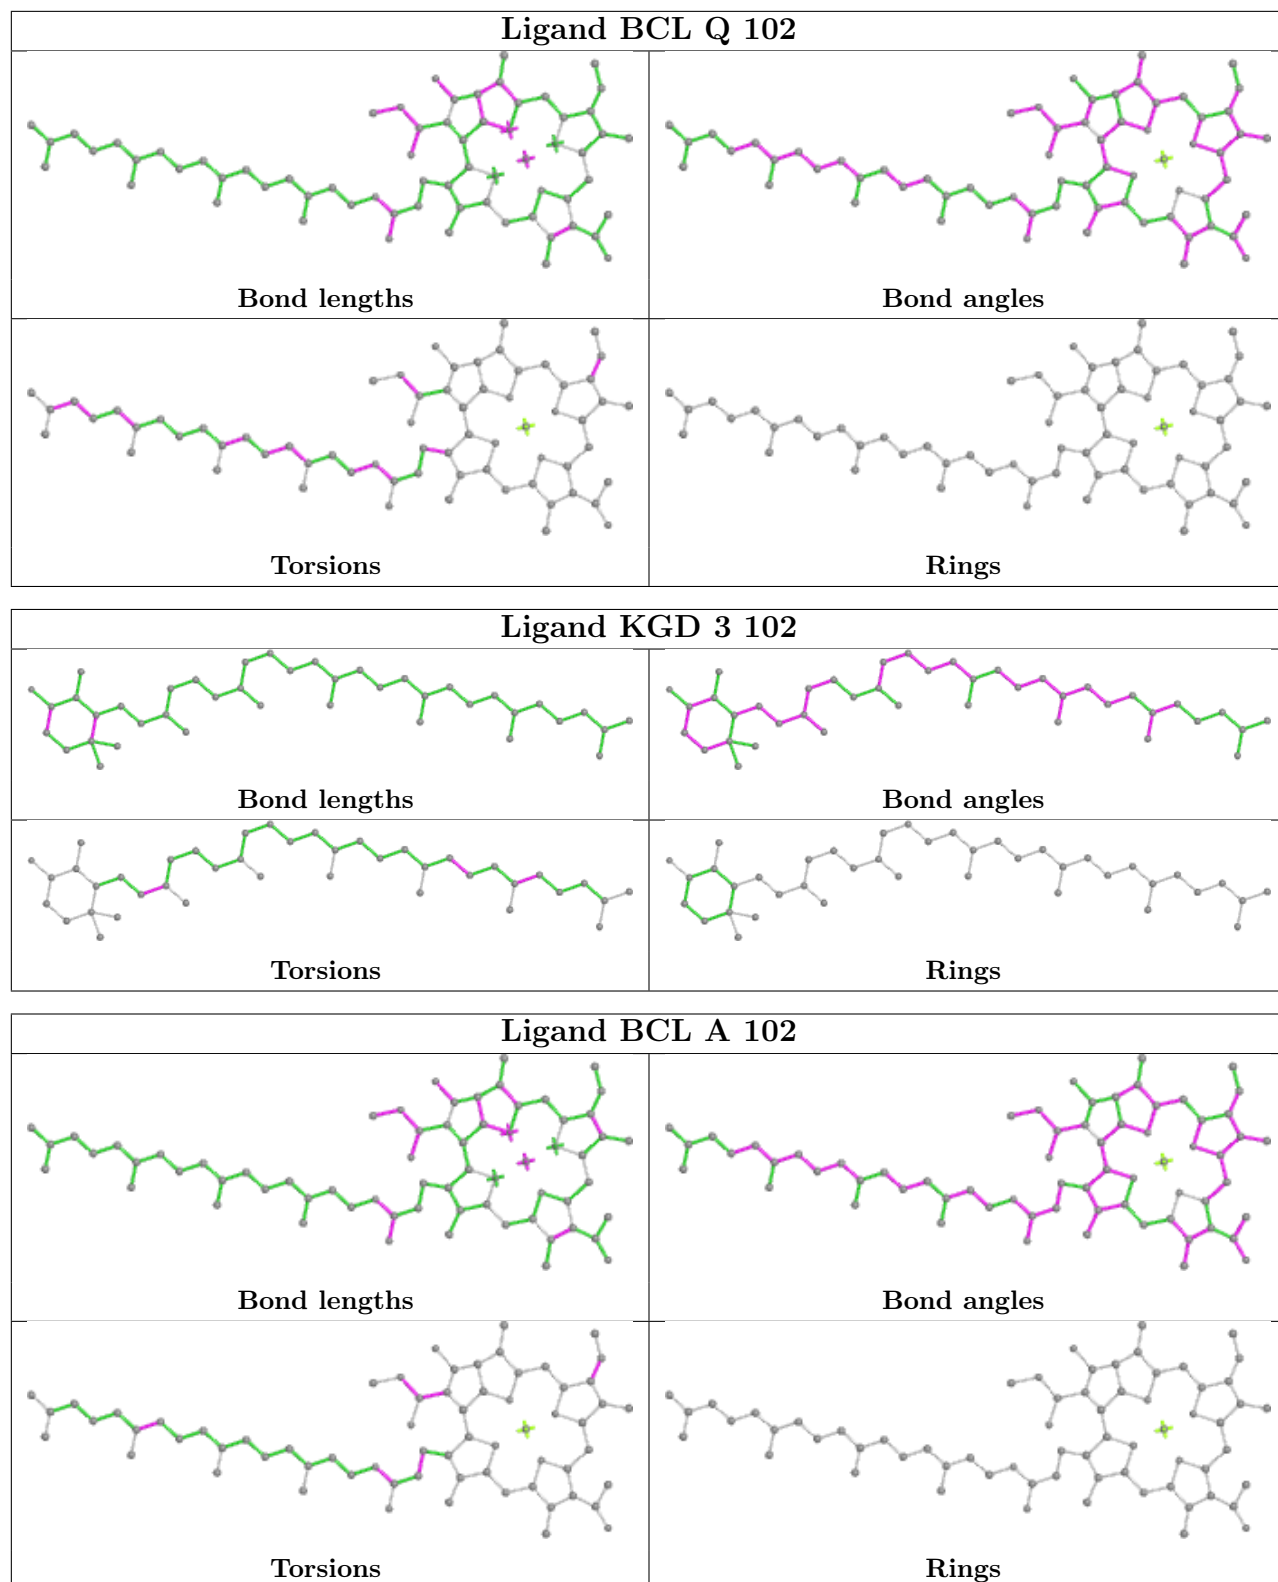 Ligand BCL Q 102
Bond lengths
Bond angles
Torsions
Rings
Ligand KGD 3 102
Bond lengths
Bond angles
Torsions
Rings
Ligand BCL A 102
Bond lengths
Bond angles
Torsions
Rings